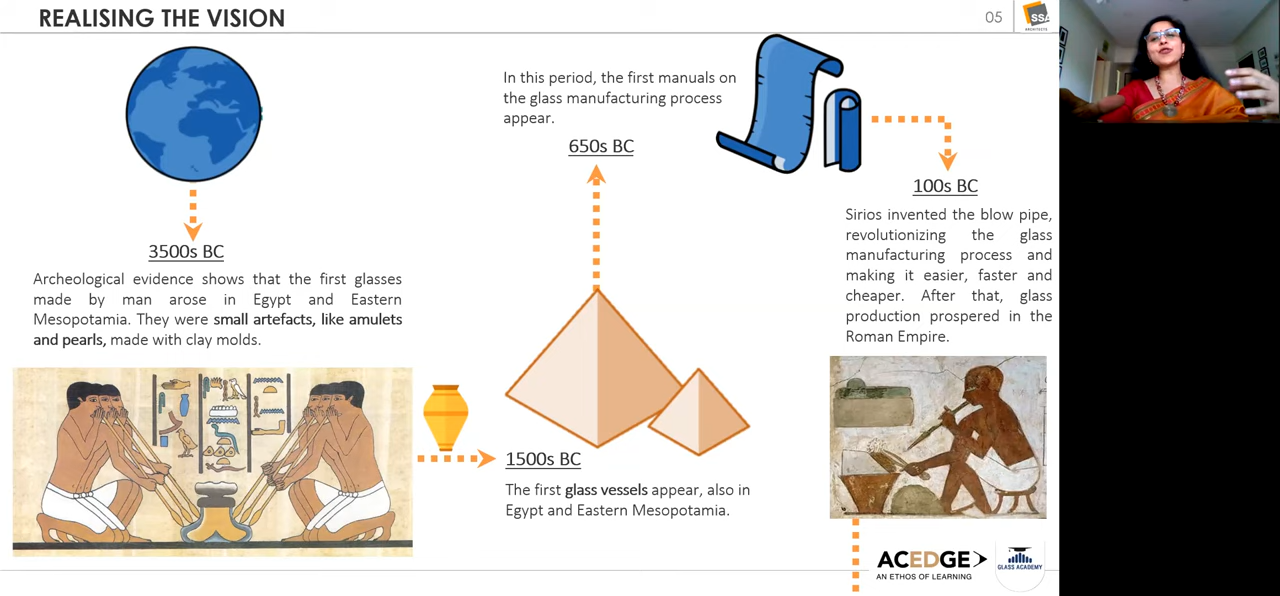 REALISING THE VISION
05
SSA
ARCHITECTS
3500s BC
Archeological evidence shows that the first glasses
made by man arose in Egypt and Eastern
Mesopotamia. They were small artefacts, like amulets
and pearls, made with clay molds.
1500s BC
The first glass vessels appear, also in
Egypt and Eastern Mesopotamia.
In this period, the first manuals on
the glass manufacturing process
appear.
650s BC
100s BC
Sirios invented the blow pipe,
revolutionizing the glass
manufacturing process and
making it easier, faster and
cheaper. After that, glass
production prospered in the
Roman Empire.
ACEDGE
AN ETHOS OF LEARNING
GLASS ACADEMY